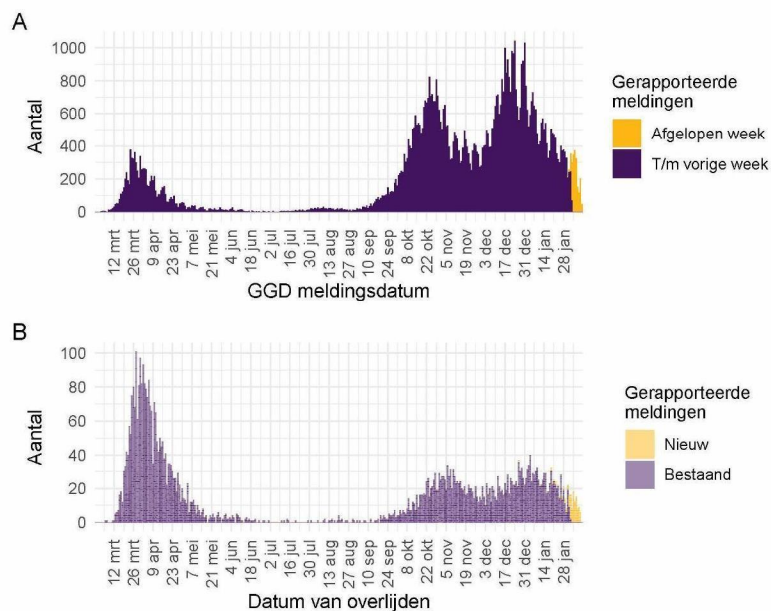 A
Aantal
1000
800
600
400
200
0
12 mrt
26 mrt
9 apr
23 apr
7 mei
21 mei
4 jun
18 jun
2 jul
16 jul
30 jul
13 aug
27 aug
10 sep
24 sep
8 okt
22 okt
5 nov
19 nov
3 dec
17 dec
31 dec
14 jan
28 jan
GGD meldingsdatum
Gerapporteerde
meldingen
Afgelopen week
T/m vorige week
B
Aantal
100
80
60
40
20
0
12 mrt
26 mrt
9 apr
23 apr
7 mei
21 mei
4 jun
18 jun
2 jul
16 jul
30 jul
13 aug
27 aug
10 sep
24 sep
8 okt
22 okt
5 nov
19 nov
3 dec
17 dec
31 dec
14 jan
28 jan
Datum van overlijden
Gerapporteerde
meldingen
Nieuw
Bestaand